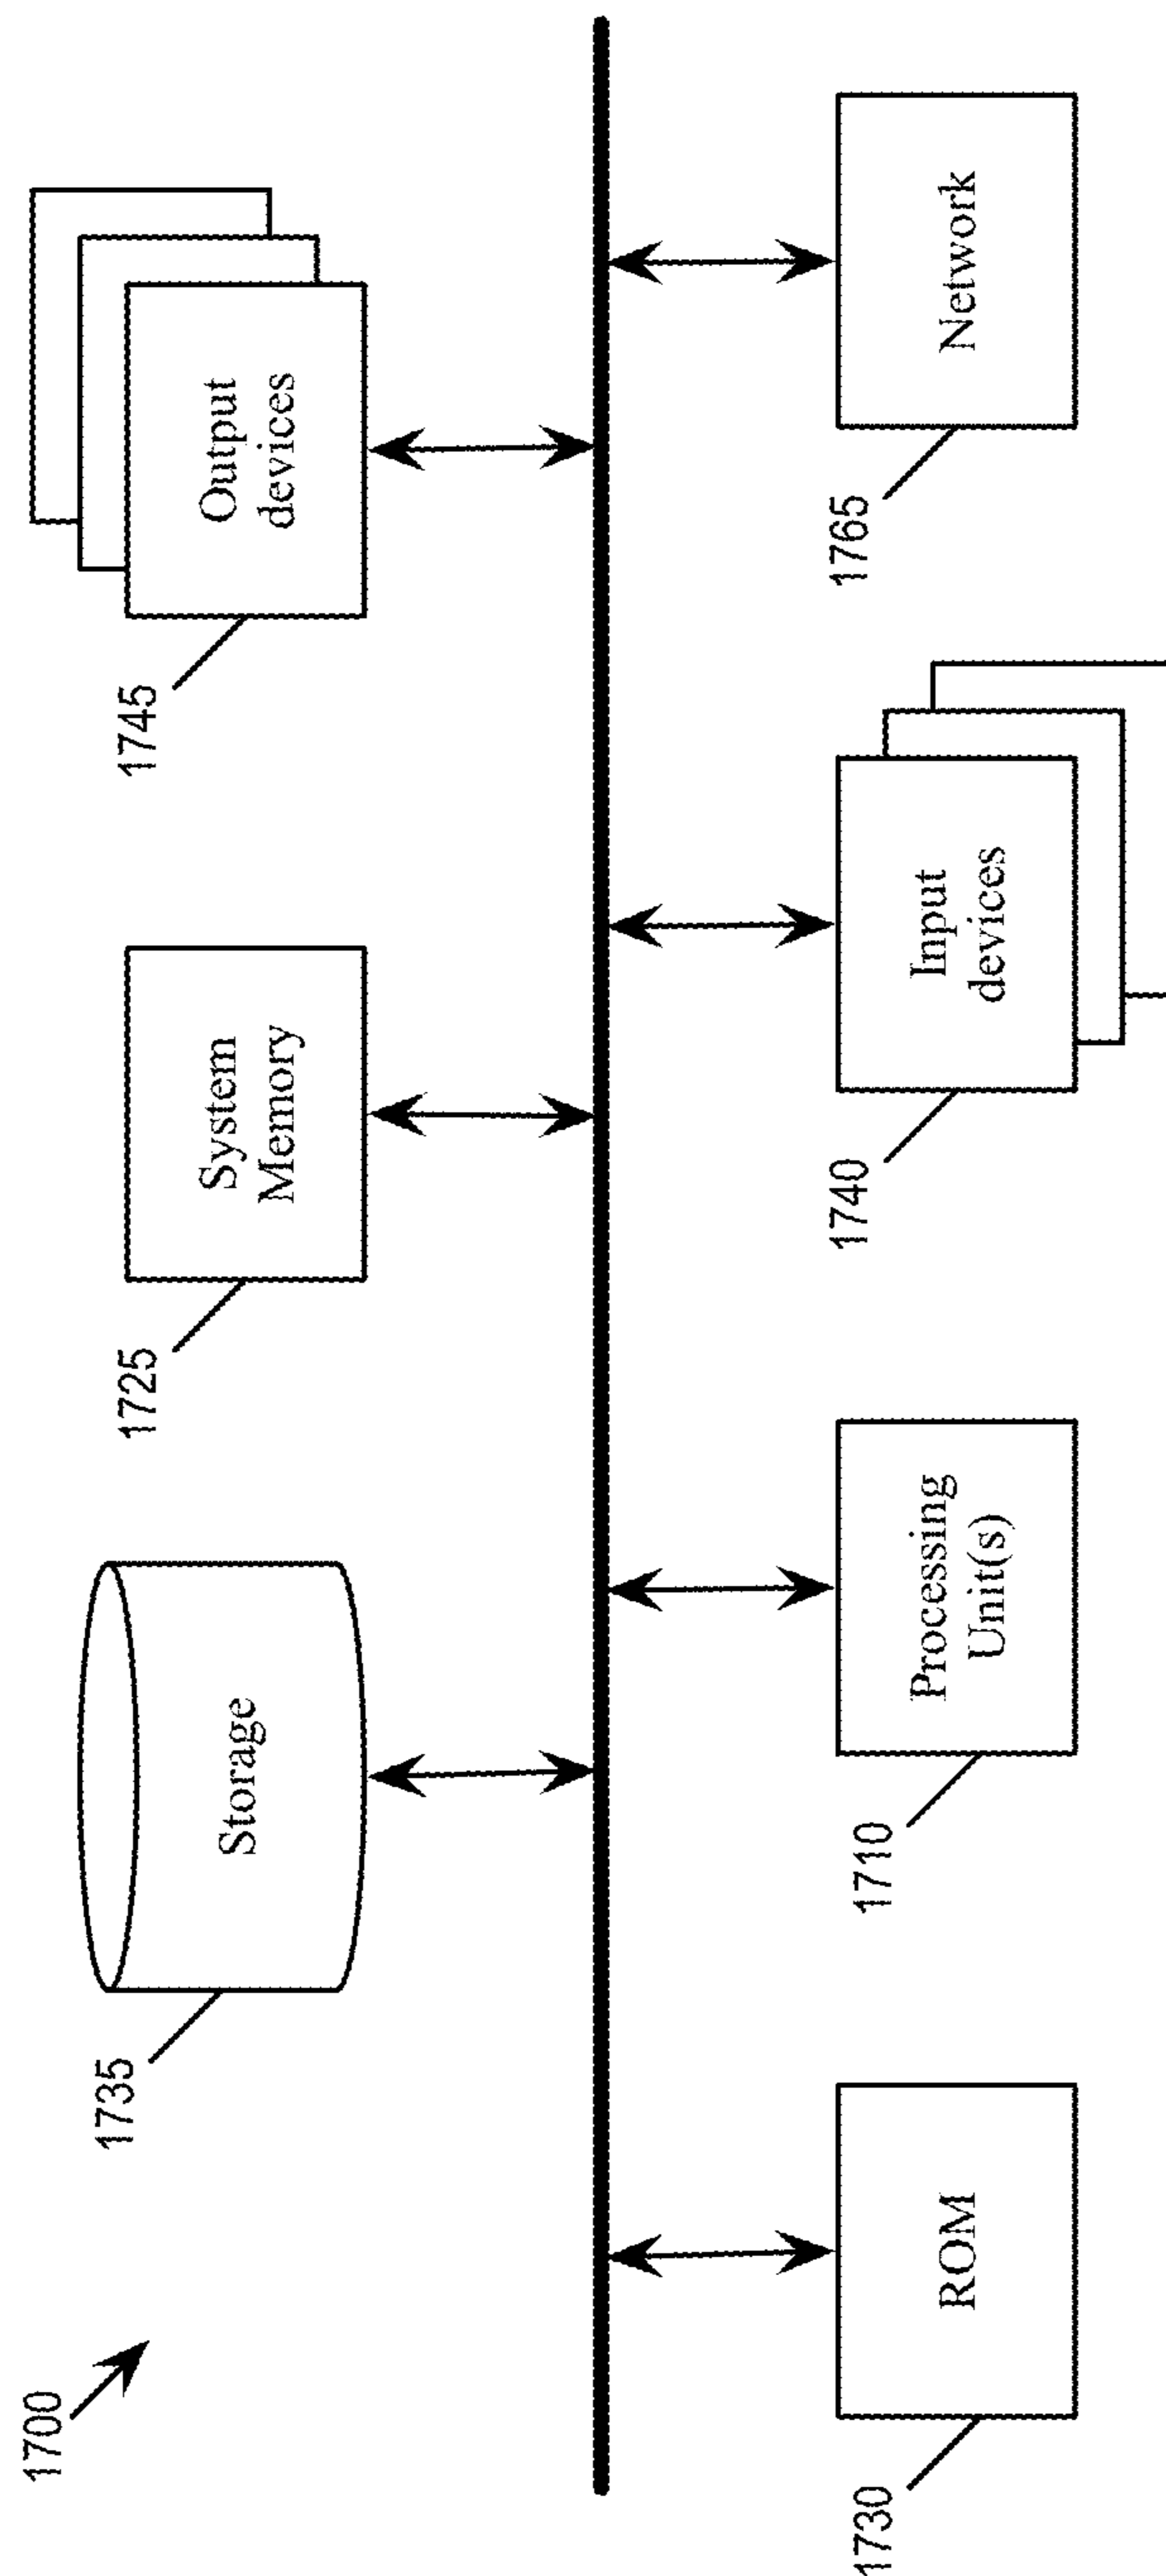 1700
1735
Storage
1725
System
Memory
1745
Output
devices
1730
ROM
1710
Processing
Unit(s)
1740
Input
devices
1765
Network